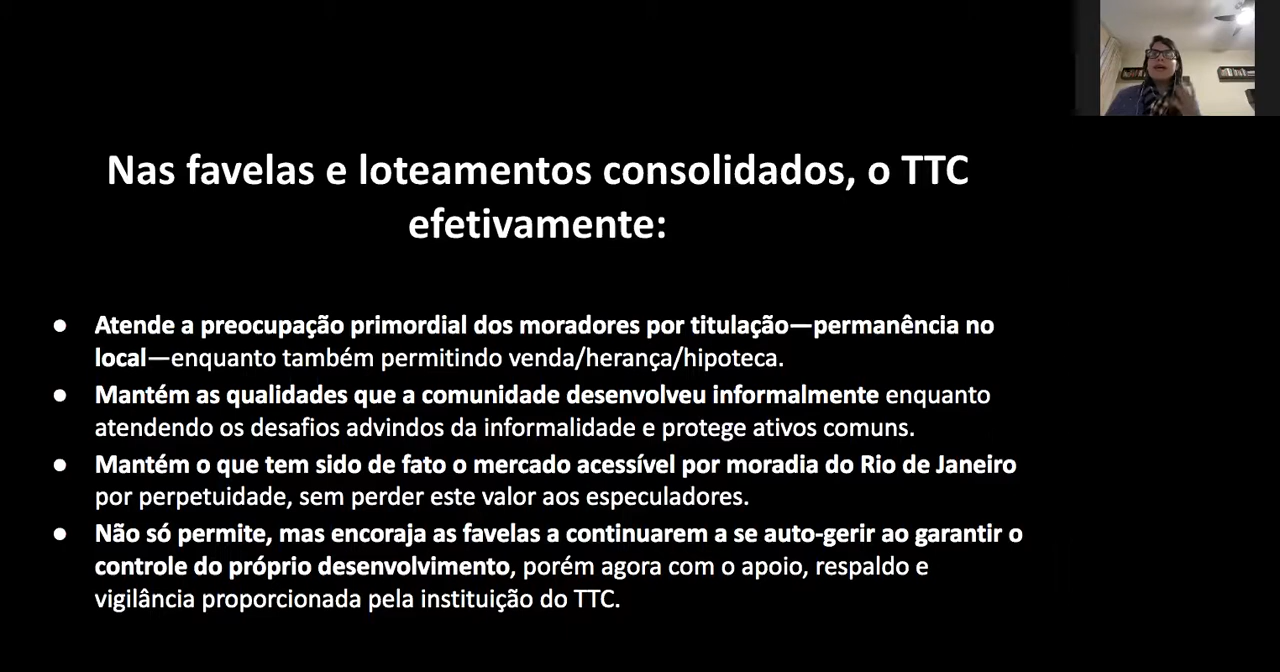 Nas favelas e loteamentos consolidados, o TTC
efetivamente:
● Atende a preocupação primordial dos moradores por titulação—permanência no
local—enquanto também permitindo venda/herança/hipoteca.
● Mantém as qualidades que a comunidade desenvolveu informalmente enquanto
atendendo os desafios advindos da informalidade e protege ativos comuns.
● Mantém o que tem sido de fato o mercado acessível por moradia do Rio de Janeiro
por perpetuidade, sem perder este valor aos especuladores.
● Não só permite, mas encoraja as favelas a continuarem a se auto-gerir ao garantir o
controle do próprio desenvolvimento, porém agora com o apoio, respaldo e
vigilância proporcionada pela instituição do TTC.